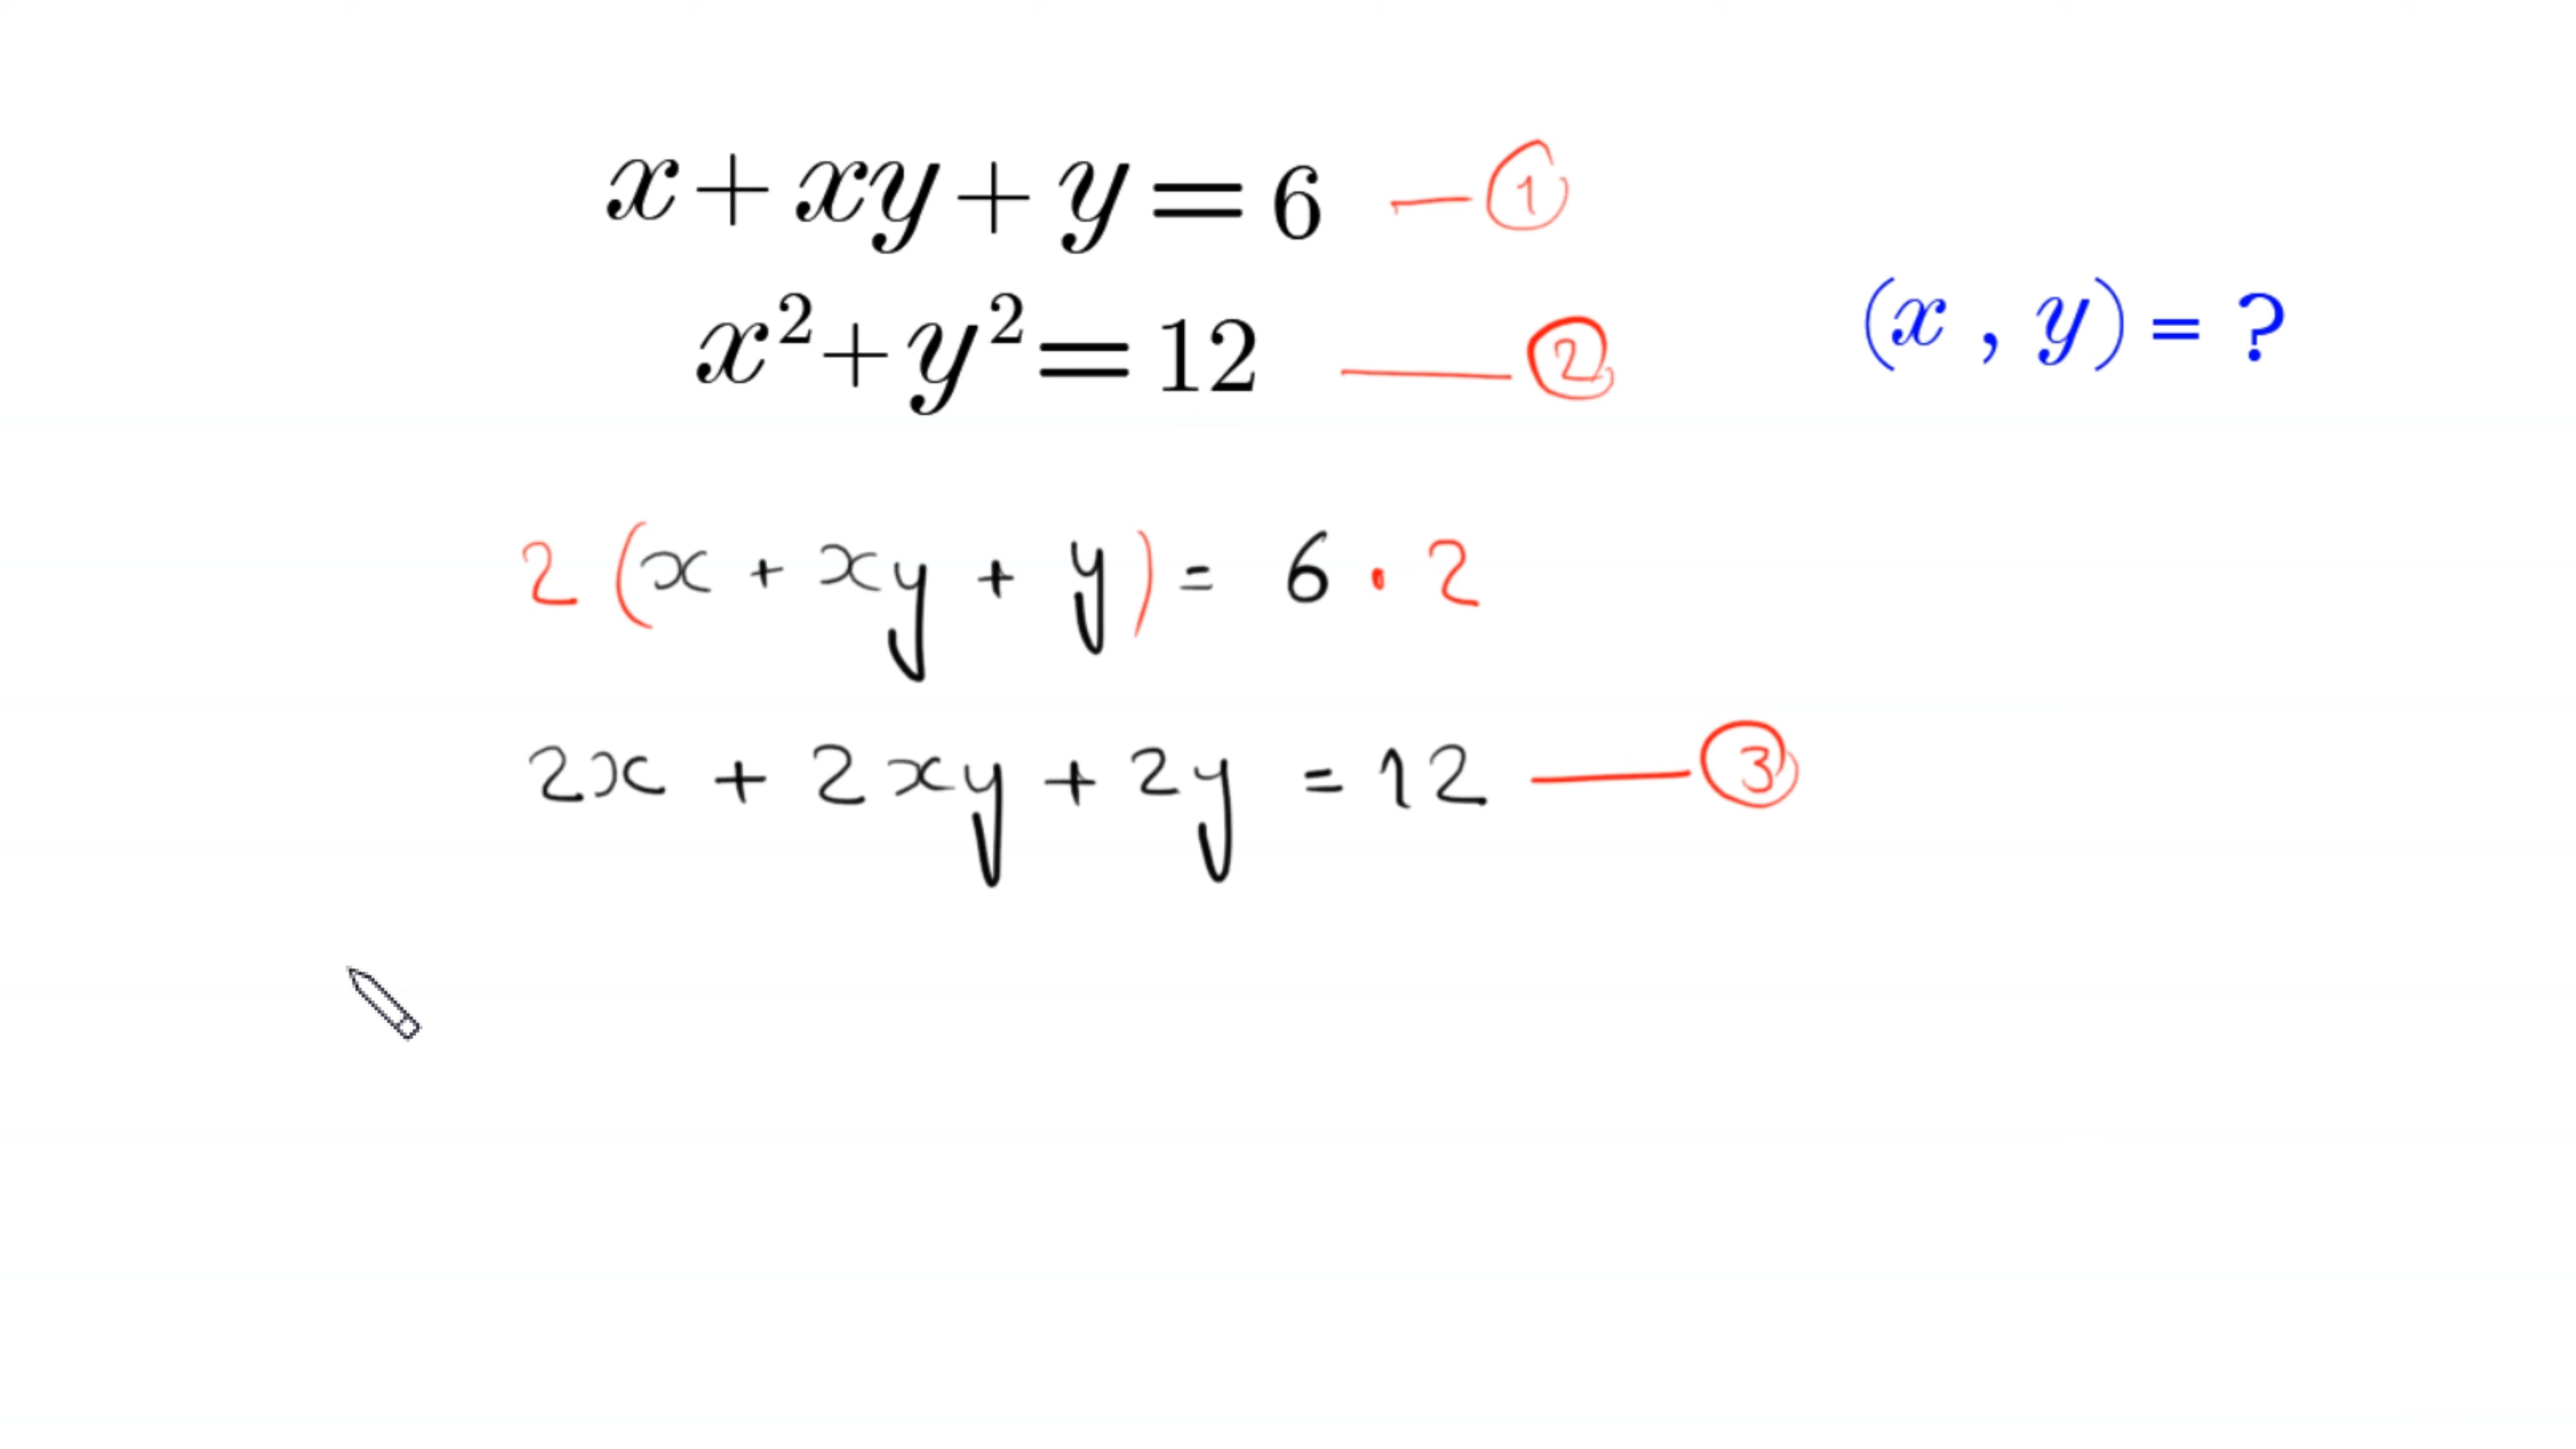 x + xy + y = 6 — ①
x² + y² = 12 — ②
(x , y) = ?
2 (x + xy + y) = 6 · 2
2x + 2xy + 2y = 12 — ③